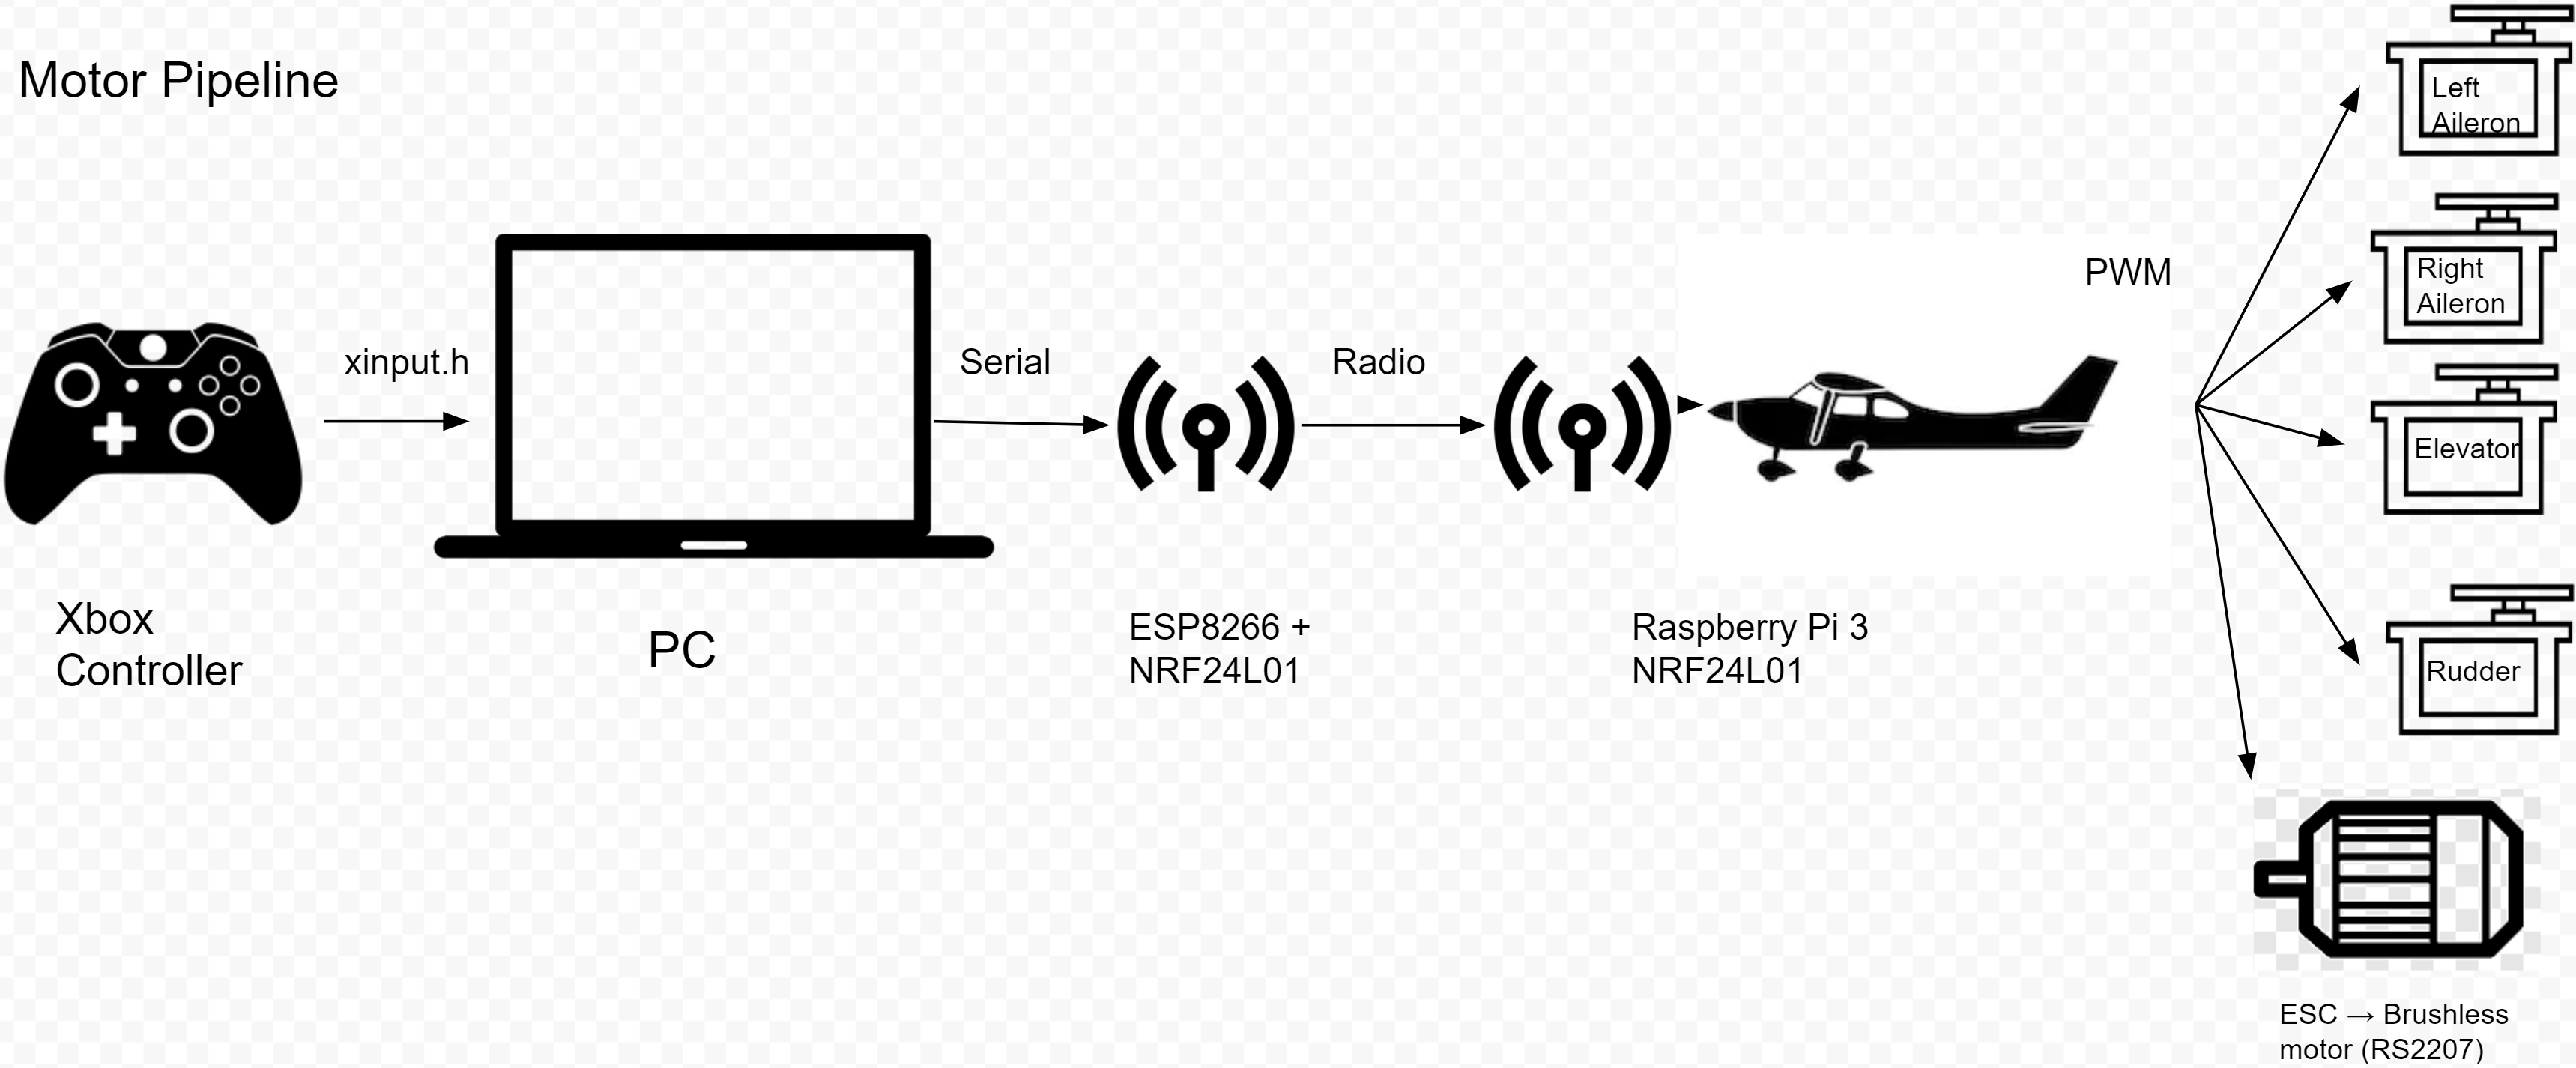 Motor Pipeline
xinput.h
Serial
Radio
PWM
Xbox
Controller
PC
ESP8266 +
NRF24L01
Raspberry Pi 3
NRF24L01
Left
Aileron
Right
Aileron
Elevator
Rudder
ESC → Brushless
motor (RS2207)